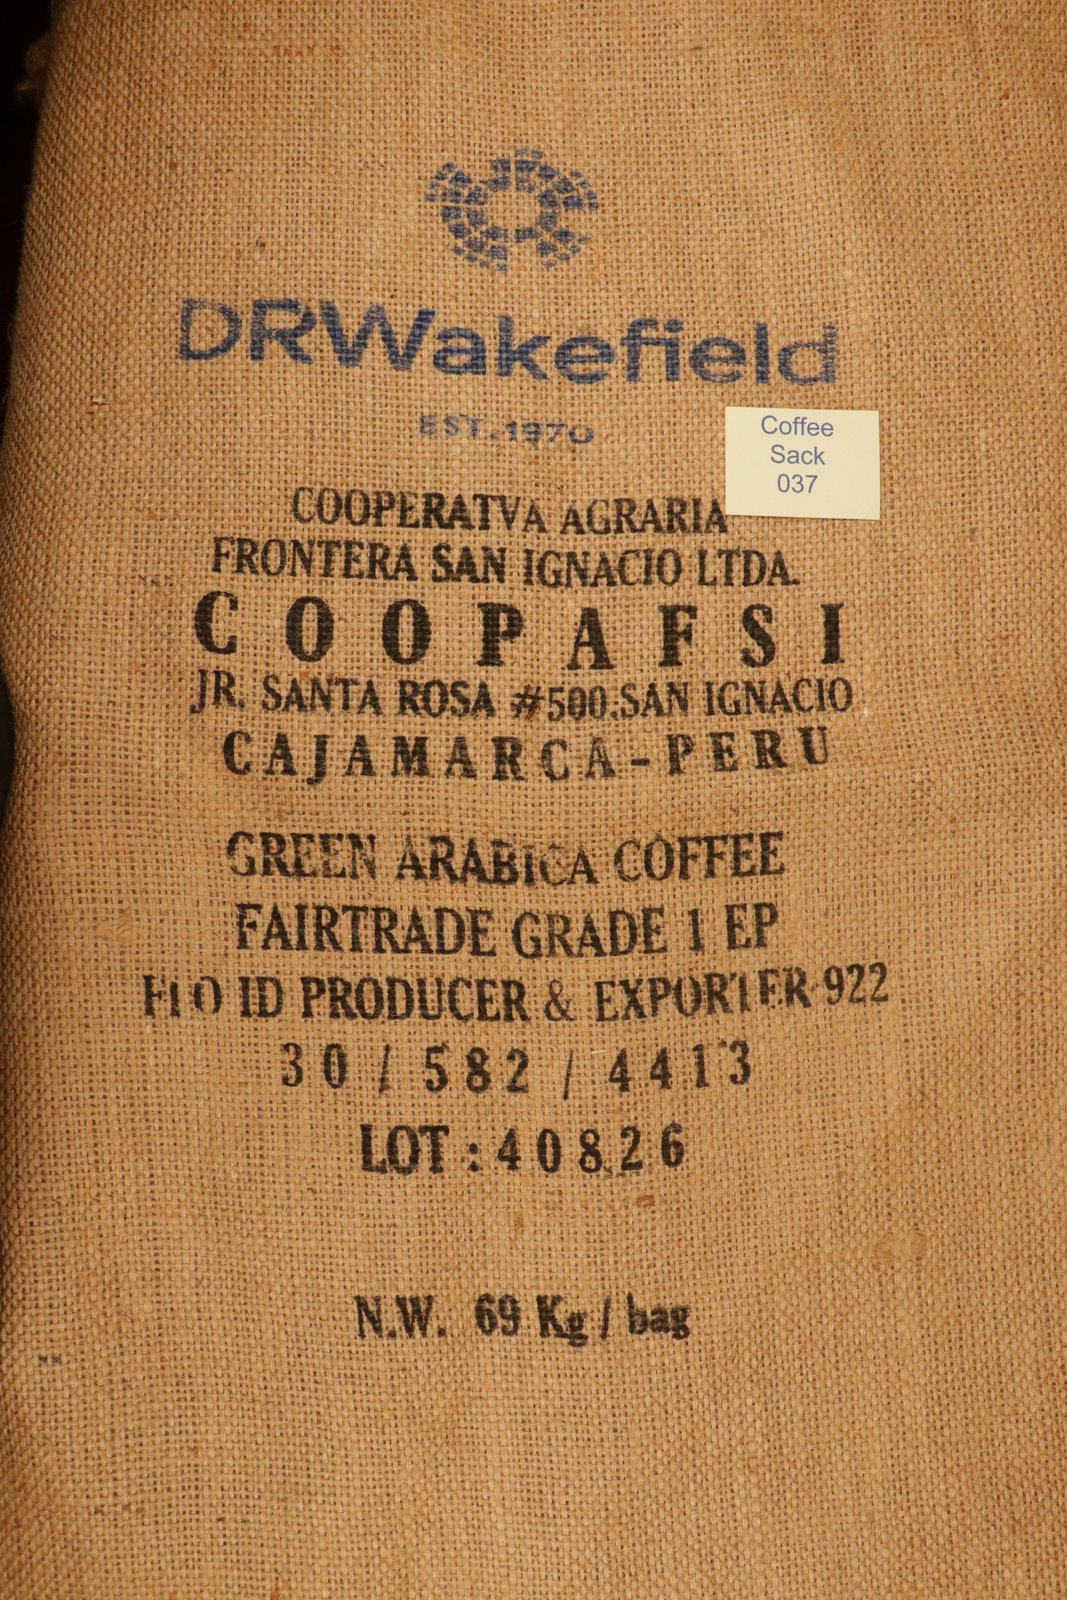 DRWakefield
EST.1970
Coffee
Sack
037
COOPERATVA AGRARIA
FRONTERA SAN IGNACIO LTDA.
COOPAFSI
JR. SANTA ROSA #500.SAN IGNACIO
CAJAMARCA-PERU
GREEN ARABICA COFFEE
FAIRTRADE GRADE 1 EP
FLO ID PRODUCER & EXPORTER 922
30 / 582 / 4413
LOT : 40826
N.W. 69 Kg / bag